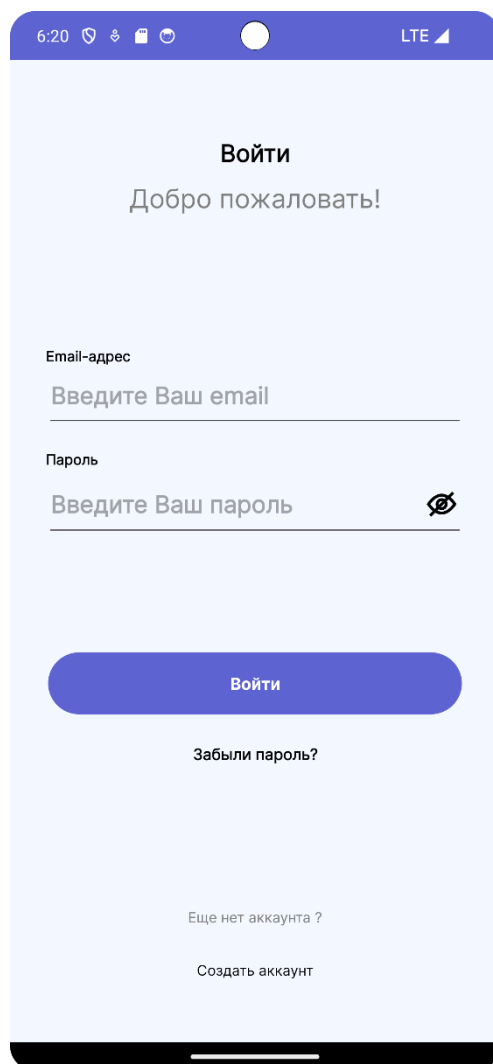 6:20 LTE
Войти
Добро пожаловать!
Email-адрес
Введите Ваш email
Пароль
Введите Ваш пароль
Войти
Забыли пароль?
Еще нет аккаунта ?
Создать аккаунт